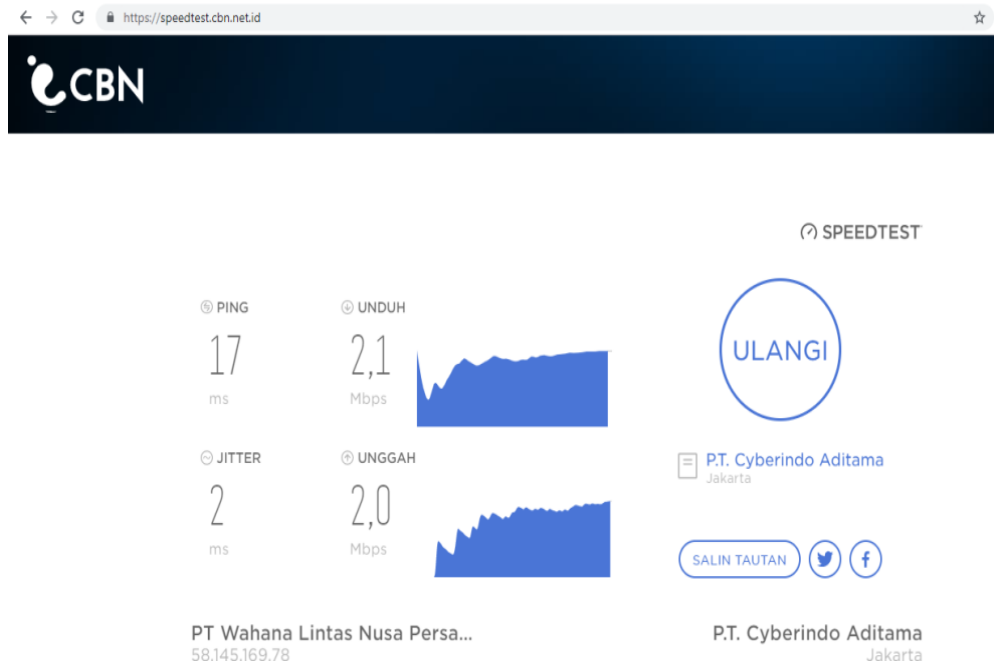 https://speedtest.cbn.net.id
CBN
SPEEDTEST
PING
17
ms
UNDUH
2,1
Mbps
ULANGI
JITTER
2
ms
UNGGAH
2,0
Mbps
P.T. Cyberindo Aditama
Jakarta
SALIN TAUTAN
PT Wahana Lintas Nusa Persa...
58.145.169.78
P.T. Cyberindo Aditama
Jakarta